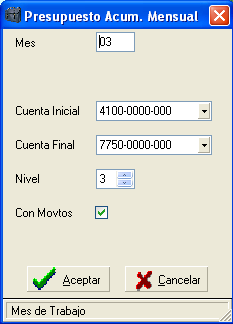 Presupuesto Acum. Mensual
Mes 03
Cuenta Inicial 4100-0000-000
Cuenta Final 7750-0000-000
Nivel 3
Con Movtos
Aceptar Cancelar
Mes de Trabajo